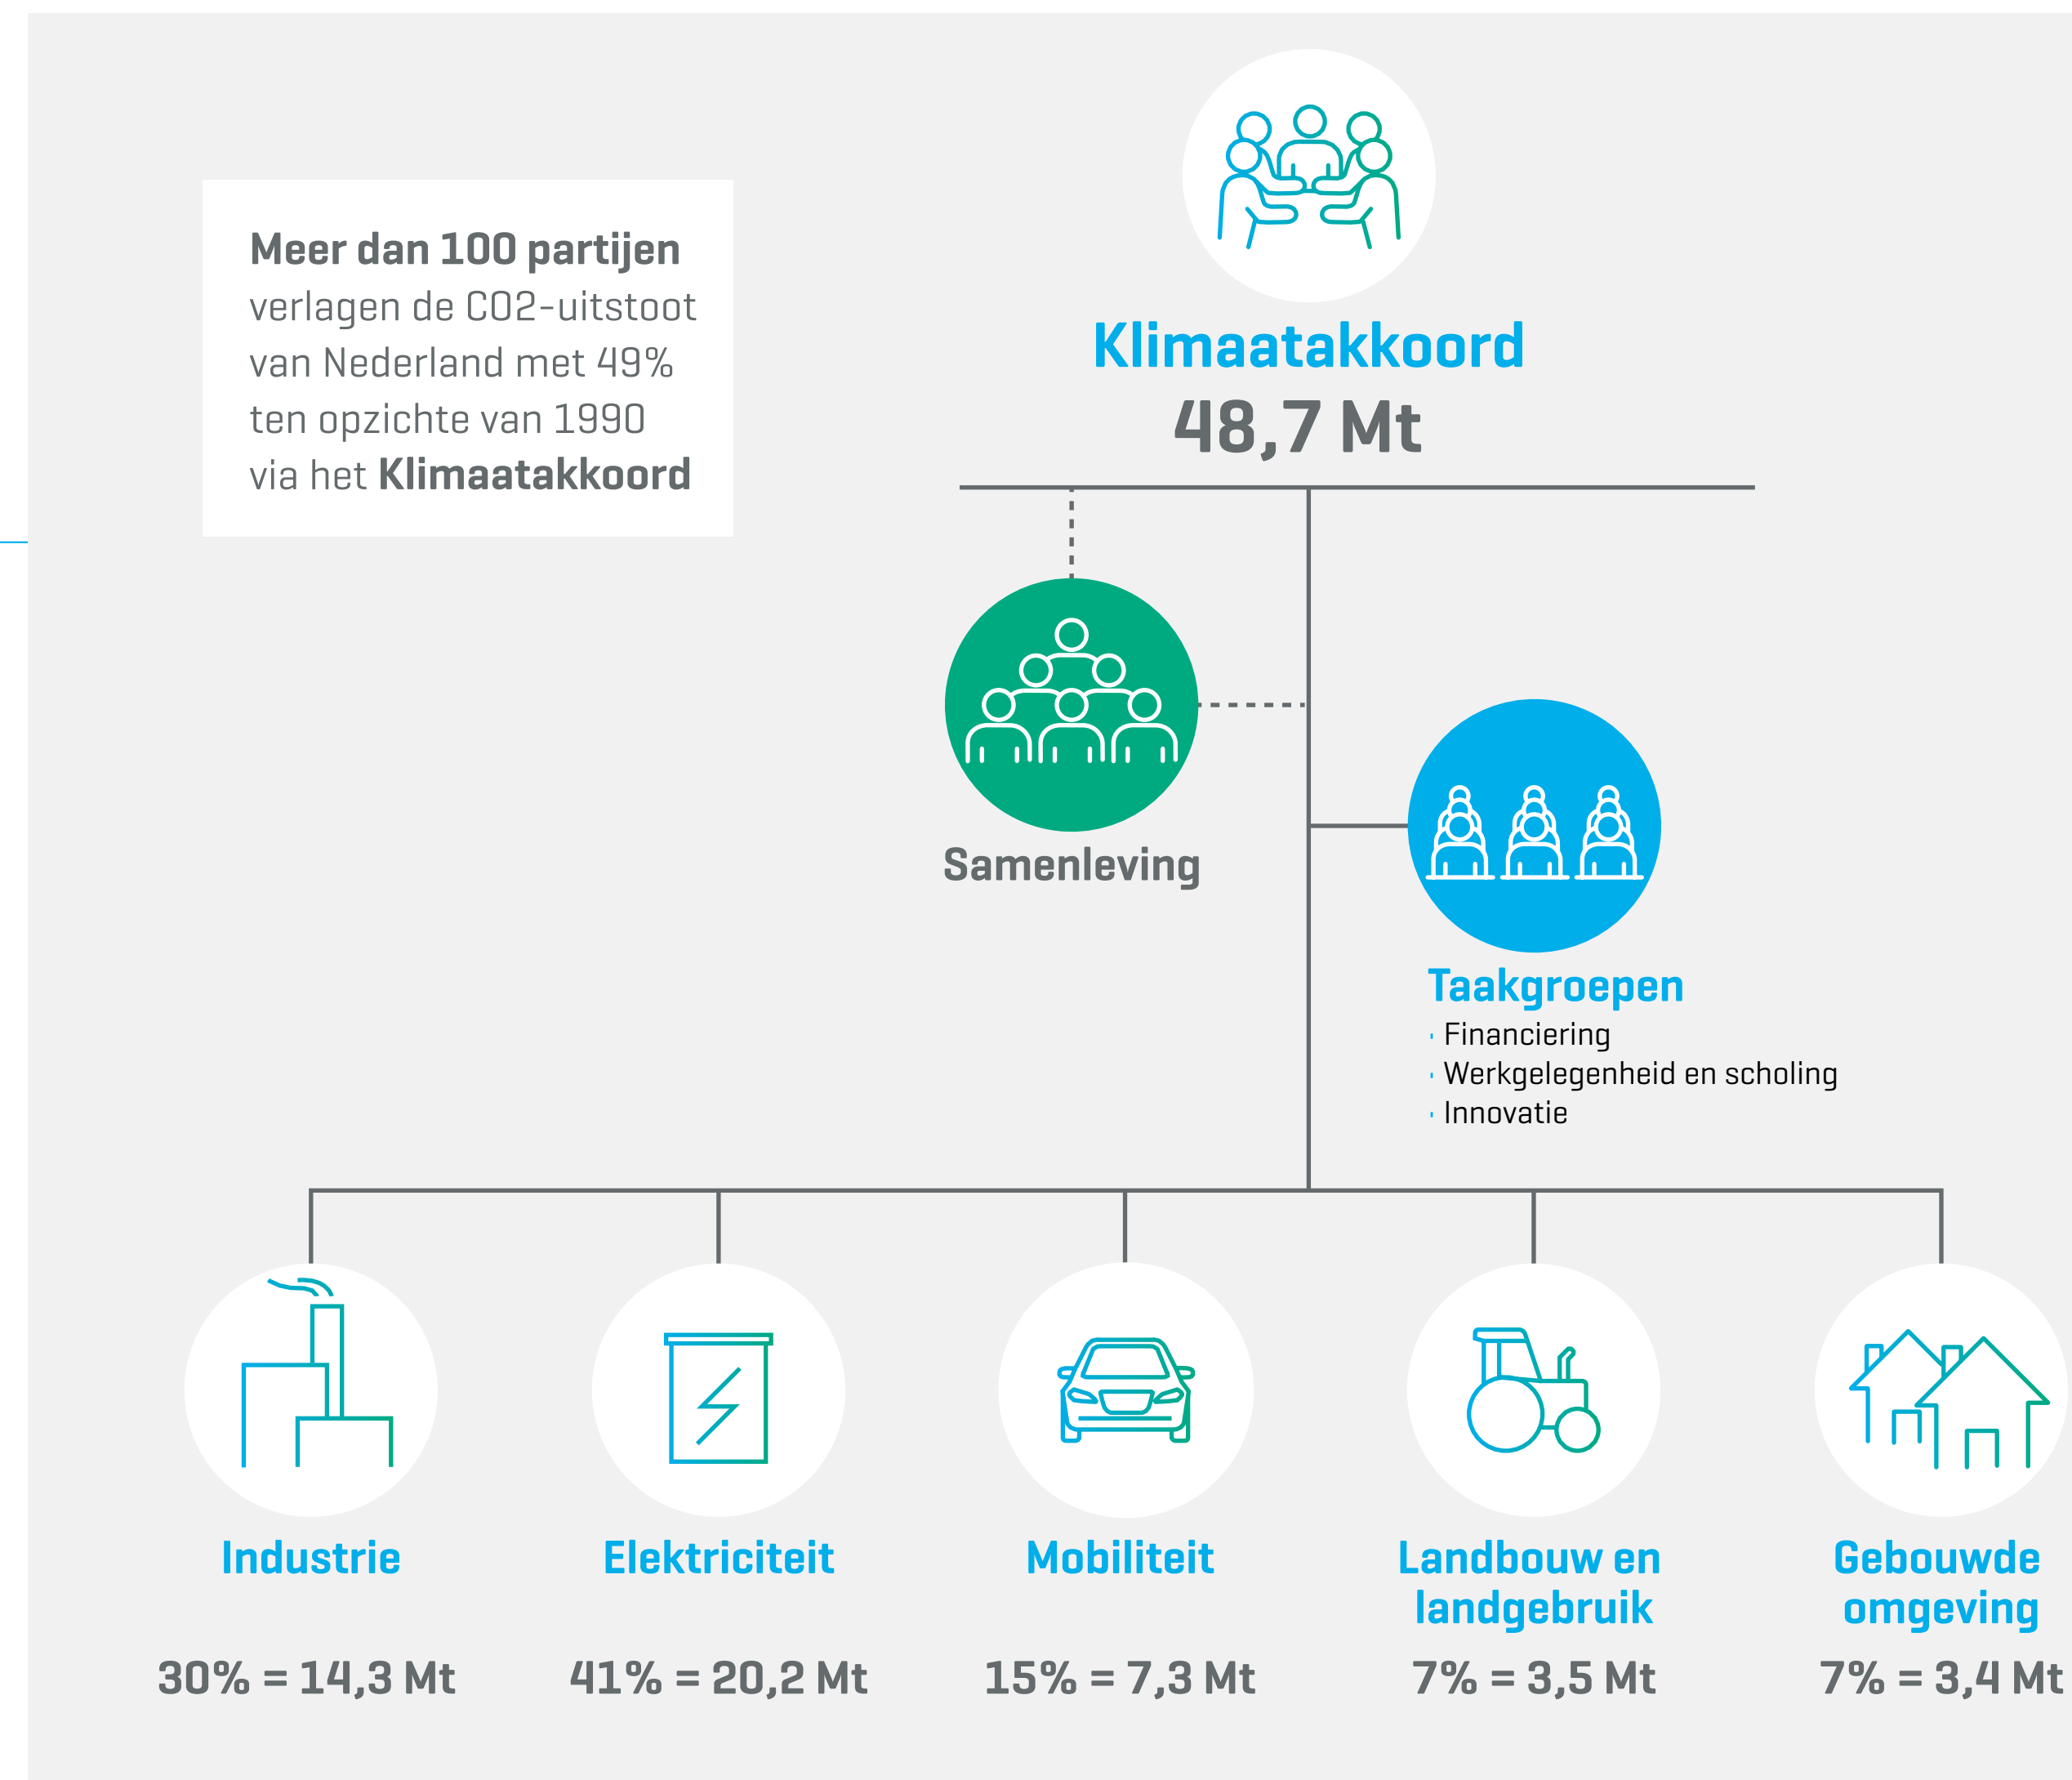 Meer dan 100 partijen
verlagen de CO2-uitstoot
van Nederland met 49%
ten opzichte van 1990
via het Klimaatakkoord
Klimaatakkoord
48,7 Mt
Samenleving
Taakgroepen
· Financiering
· Werkgelegenheid en scholing
· Innovatie
Industrie
30% = 14,3 Mt
Elektriciteit
41% = 20,2 Mt
Mobiliteit
15% = 7,3 Mt
Landbouw en
landgebruik
7% = 3,5 Mt
Gebouwde
omgeving
7% = 3,4 Mt